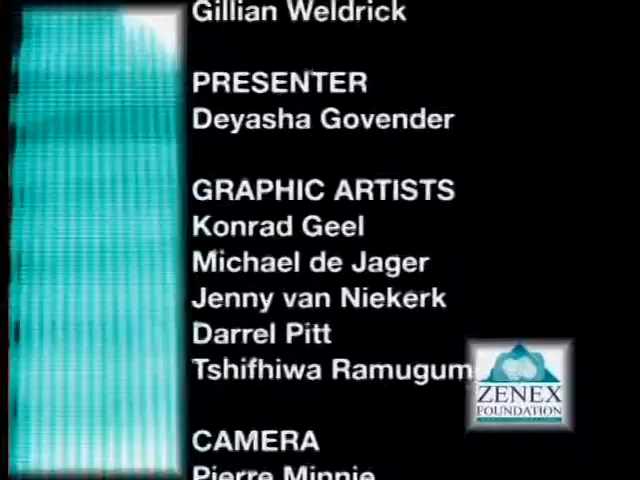 Gillian Weldrick
PRESENTER
Deyasha Govender
GRAPHIC ARTISTS
Konrad Geel
Michael de Jager
Jenny van Niekerk
Darrel Pitt
Tshifhiwa Ramugum
CAMERA
Pierre Minnie
ZENEX
FOUNDATION